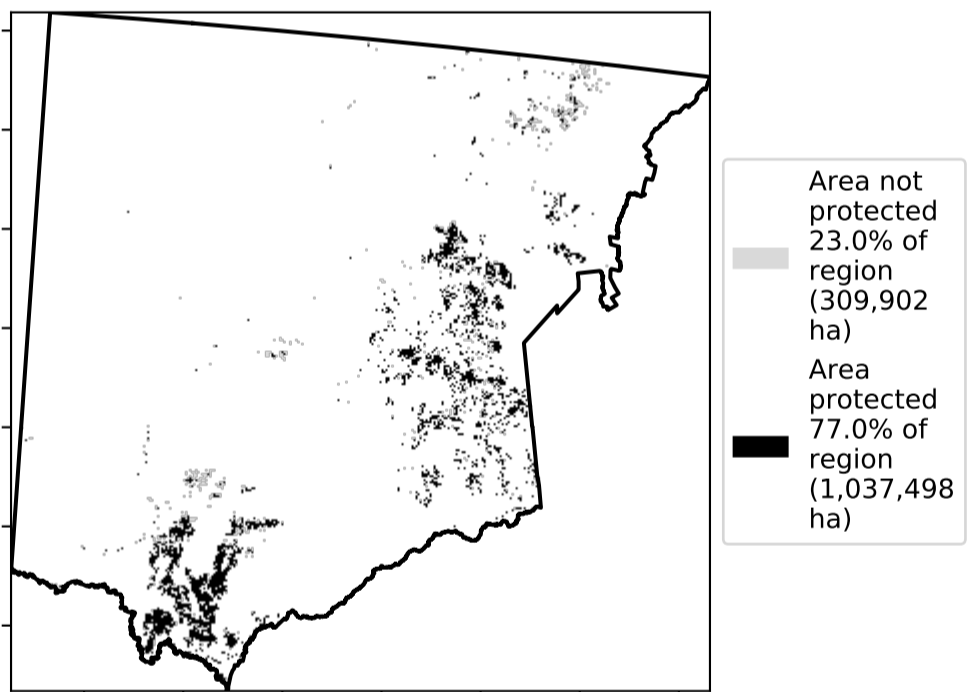 Area not
protected
23.0% of
region
(309,902
ha)
Area
protected
77.0% of
region
(1,037,498
ha)